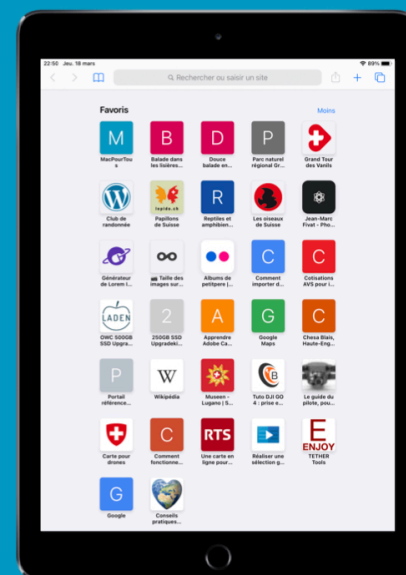 22:50 Jeu. 18 mars
89%
Rechercher ou saisir un site
Favoris
Moins
M
B
D
P
MacPourTou
s
Balade dans
les lisières...
Douce
balade en...
Parc naturel
régional Gr...
Grand Tour
des Vanils
lepido.ch
R
Club de
randonnée
Papillons
de Suisse
Reptiles et
amphibien...
Les oiseaux
de Suisse
Jean-Marc
Fivat - Pho...
C
C
Générateur
de Lorem I...
Taille des
images sur...
Albums de
petitpere |...
Comment
importer d...
Cotisations
AVS pour i...
LADEN
2
A
G
C
OWC 500GB
SSD Upgra...
250GB SSD
Upgradeki...
Apprendre
Adobe Ca...
Google
Maps
Chesa Blais,
Haute-Eng...
P
W
B
Portail
référence...
Wikipédia
Museen -
Lugano | S...
Tuto DJI GO
4 : prise e...
Le guide du
pilote, pou...
C
RTS
E
ENJOY
Carte pour
drones
Comment
fonctionne...
Une carte en
ligne pour...
Réaliser une
sélection g...
TETHER
Tools
G
Google
Conseils
pratiques...